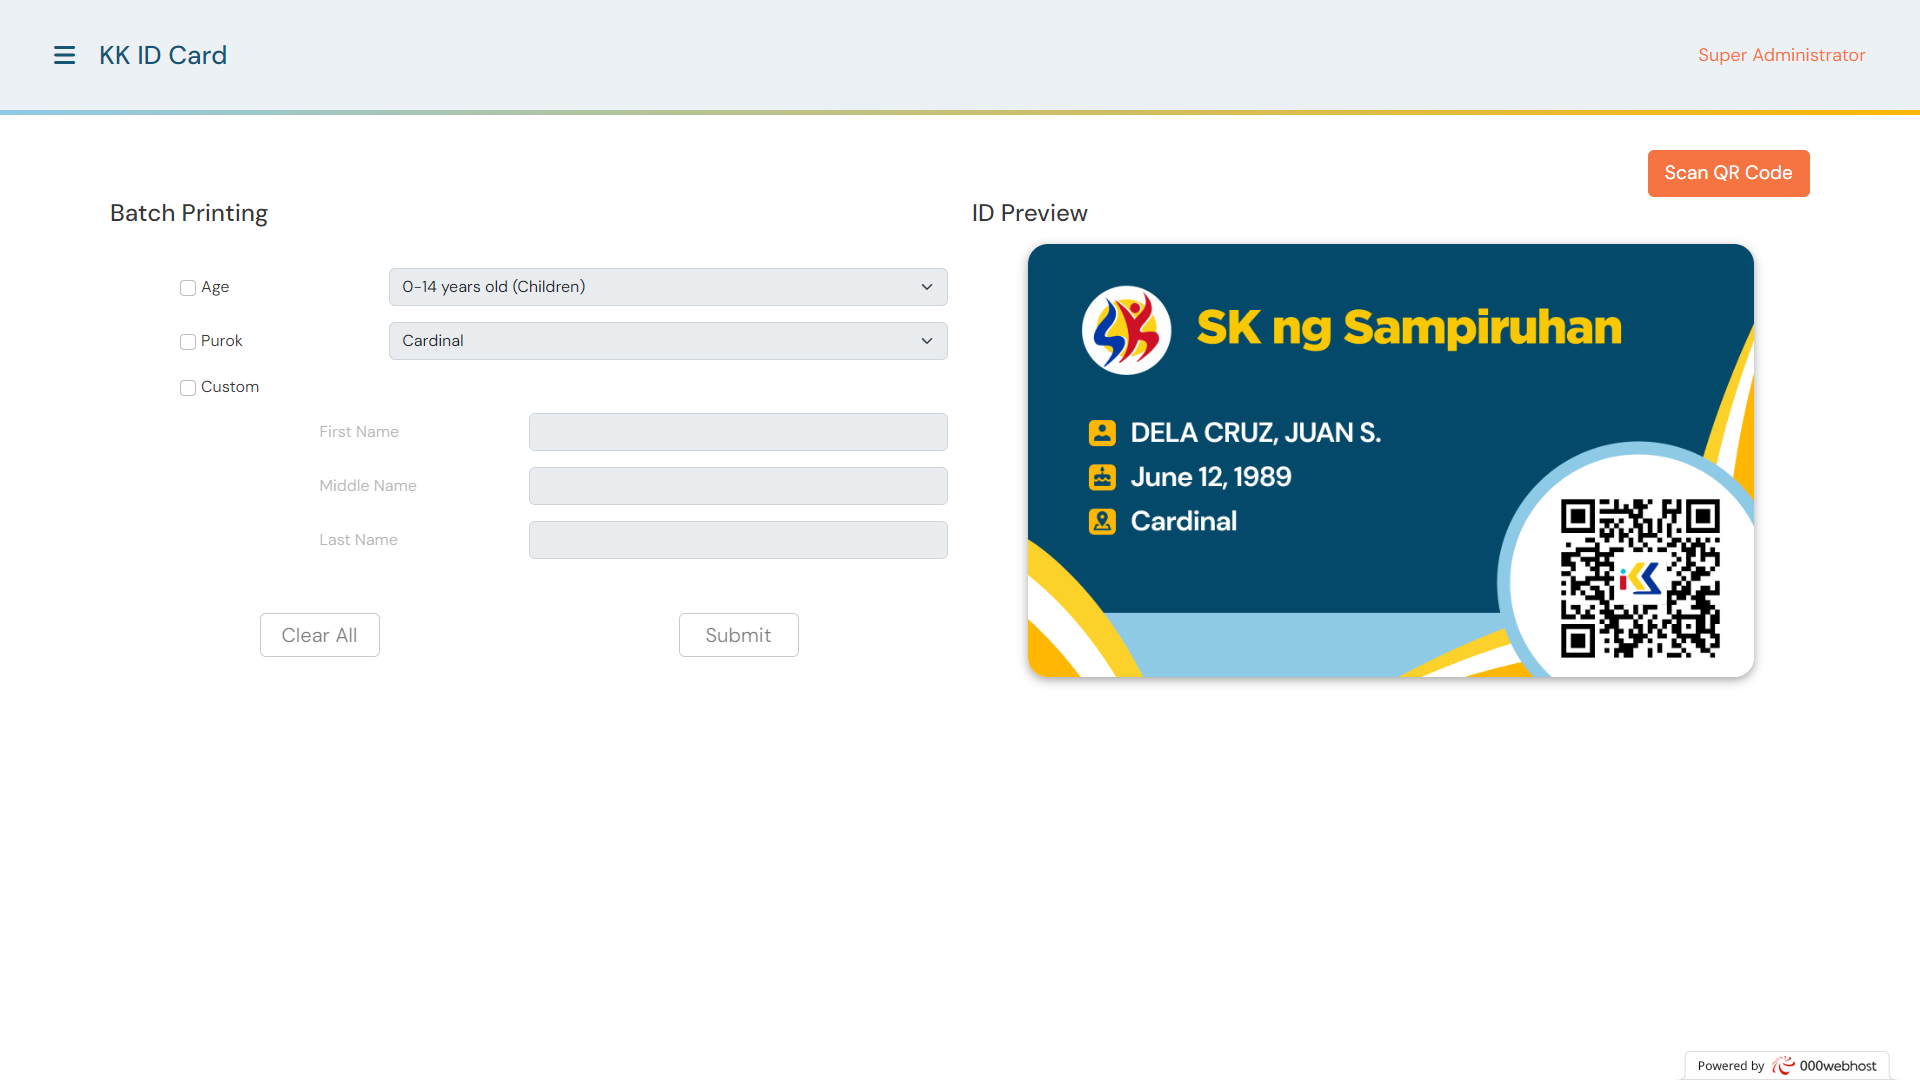 KK ID Card
Super Administrator
Scan QR Code
Batch Printing
Age
0-14 years old (Children)
Purok
Cardinal
Custom
First Name
Middle Name
Last Name
Clear All
Submit
ID Preview
SK ng Sampiruhan
DELA CRUZ, JUAN S.
June 12, 1989
Cardinal
iKK
Powered by 000webhost